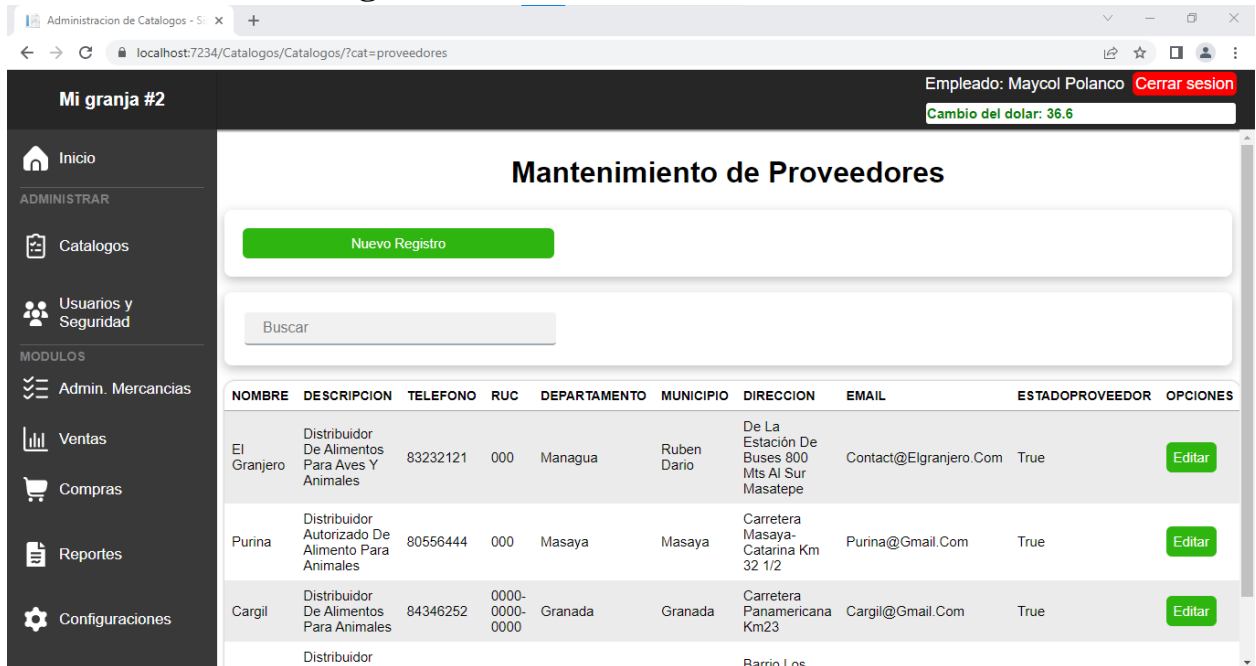 Administracion de Catalogos - Si
localhost:7234/Catalogos/Catalogos/?cat=proveedores
Mi granja #2
Empleado: Maycol Polanco Cerrar sesion
Cambio del dolar: 36.6
Inicio
ADMINISTRAR
Catalogos
Usuarios y
Seguridad
MODULOS
Admin. Mercancias
Ventas
Compras
Reportes
Configuraciones
Mantenimiento de Proveedores
Nuevo Registro
Buscar
NOMBRE DESCRIPCION TELEFONO RUC DEPARTAMENTO MUNICIPIO DIRECCION EMAIL ESTADOPROVEEDOR OPCIONES
El
Granjero
Distribuidor
De Alimentos
Para Aves Y
Animales
83232121
000
Managua
Ruben
Dario
De La
Estación De
Buses 800
Mts Al Sur
Masatepe
Contact@Elgranjero.Com
True
Editar
Purina
Distribuidor
Autorizado De
Alimento Para
Animales
80556444
000
Masaya
Masaya
Carretera
Masaya-
Catarina Km
32 1/2
Purina@Gmail.Com
True
Editar
Cargil
Distribuidor
De Alimentos
Para Animales
84346252
0000-
0000-
0000
Granada
Granada
Carretera
Panamericana
Km23
Cargil@Gmail.Com
True
Editar
Distribuidor
Barrio Los